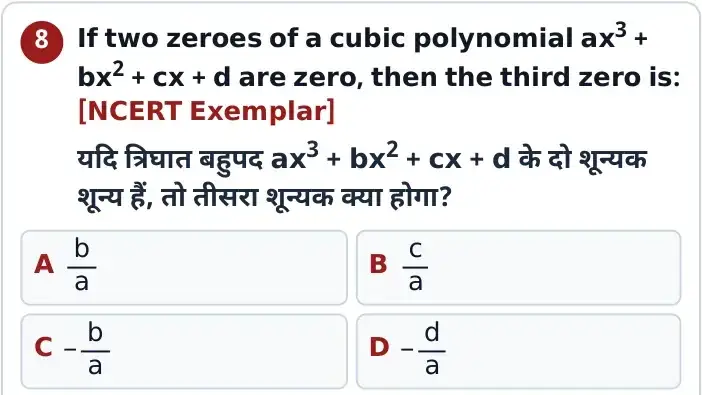 8 If two zeroes of a cubic polynomial ax³ +
bx² + cx + d are zero, then the third zero is:
[NCERT Exemplar]
यदि त्रिघात बहुपद ax³ + bx² + cx + d के दो शून्यक
शून्य हैं, तो तीसरा शून्यक क्या होगा?
A b/a
B c/a
C –b/a
D –d/a